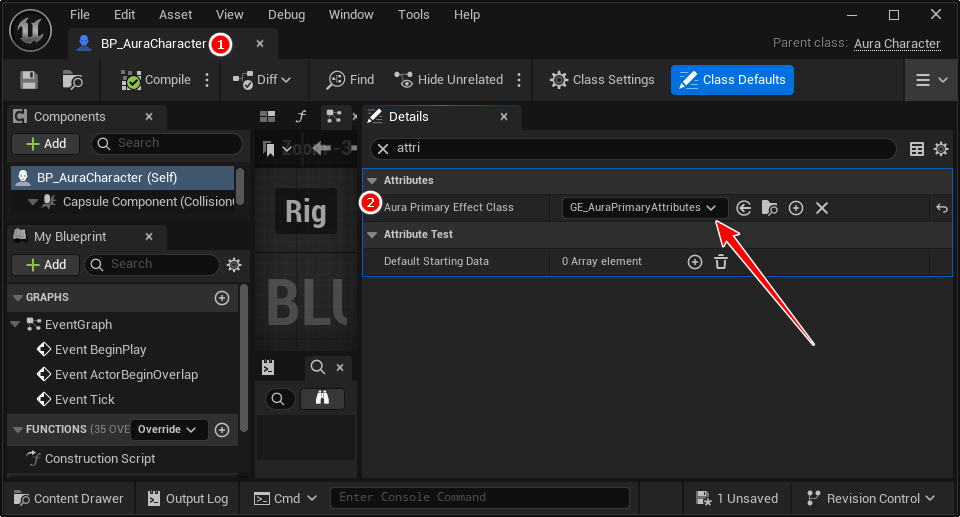 File Edit Asset View Debug Window Tools Help
BP_AuraCharacter 1
Parent class: Aura Character
Compile Diff Find Hide Unrelated Class Settings Class Defaults
Components Details
Add Search attri
BP_AuraCharacter (Self) Attributes
Capsule Component (Collision
2 Aura Primary Effect Class GE_AuraPrimaryAttributes
Rig
My Blueprint Attribute Test
Add Search Default Starting Data 0 Array element
GRAPHS
EventGraph
Event BeginPlay
Event ActorBeginOverlap
Event Tick
FUNCTIONS (35 OVE Override
Construction Script
Content Drawer Output Log Cmd Enter Console Command 1 Unsaved Revision Control